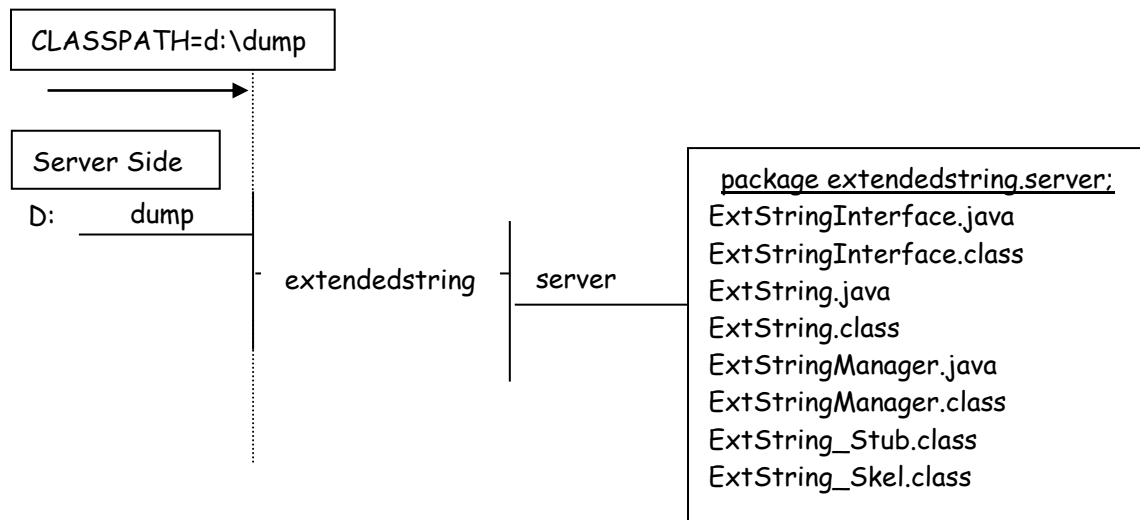 CLASSPATH=d:\dump
Server Side
D: dump
extendedstring
server
package extendedstring.server;
ExtStringInterface.java
ExtStringInterface.class
ExtString.java
ExtString.class
ExtStringManager.java
ExtStringManager.class
ExtString_Stub.class
ExtString_Skel.class